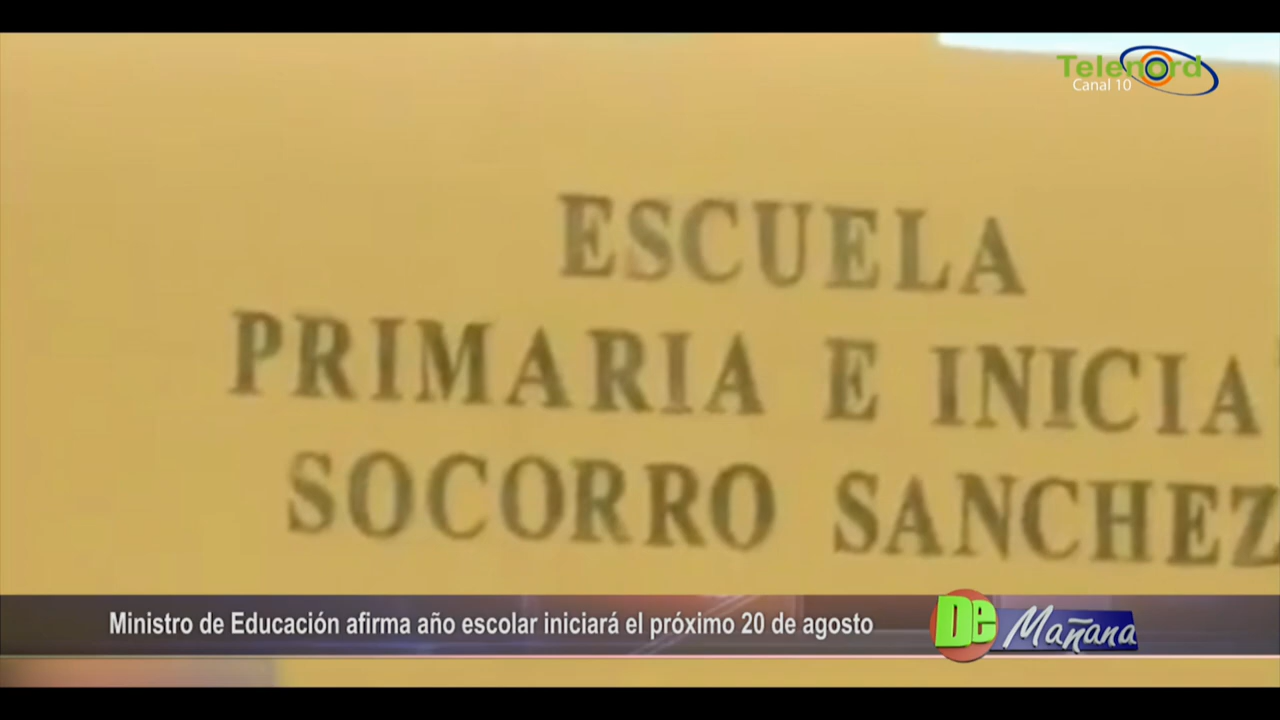 Telenord
Canal 10
ESCUELA
PRIMARIA E INICIA
SOCORRO SANCHEZ
Ministro de Educación afirma año escolar iniciará el próximo 20 de agosto
De Mañana